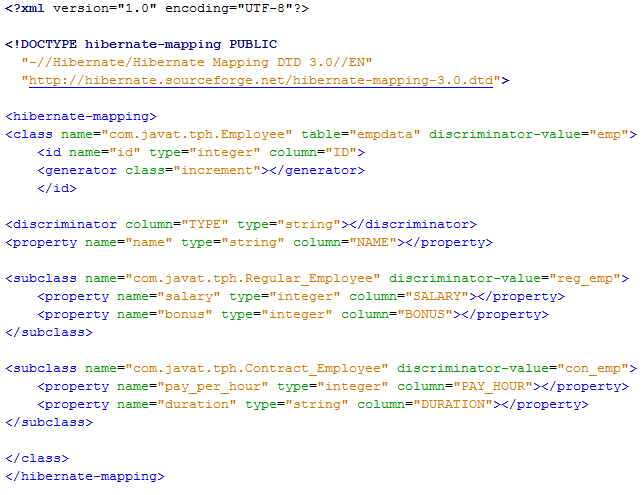 <?xml version="1.0" encoding="UTF-8"?>
<!DOCTYPE hibernate-mapping PUBLIC
"-//Hibernate/Hibernate Mapping DTD 3.0//EN"
"http://hibernate.sourceforge.net/hibernate-mapping-3.0.dtd">
<hibernate-mapping>
<class name="com.javat.tph.Employee" table="empdata" discriminator-value="emp">
<id name="id" type="integer" column="ID">
<generator class="increment"></generator>
</id>
<discriminator column="TYPE" type="string"></discriminator>
<property name="name" type="string" column="NAME"></property>
<subclass name="com.javat.tph.Regular_Employee" discriminator-value="reg_emp">
<property name="salary" type="integer" column="SALARY"></property>
<property name="bonus" type="integer" column="BONUS"></property>
</subclass>
<subclass name="com.javat.tph.Contract_Employee" discriminator-value="con_emp">
<property name="pay_per_hour" type="integer" column="PAY_HOUR"></property>
<property name="duration" type="string" column="DURATION"></property>
</subclass>
</class>
</hibernate-mapping>